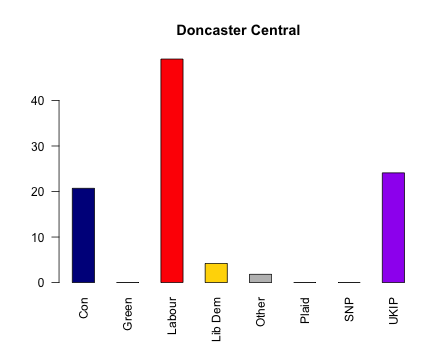 Doncaster Central
40
30
20
10
0
Con
Green
Labour
Lib Dem
Other
Plaid
SNP
UKIP